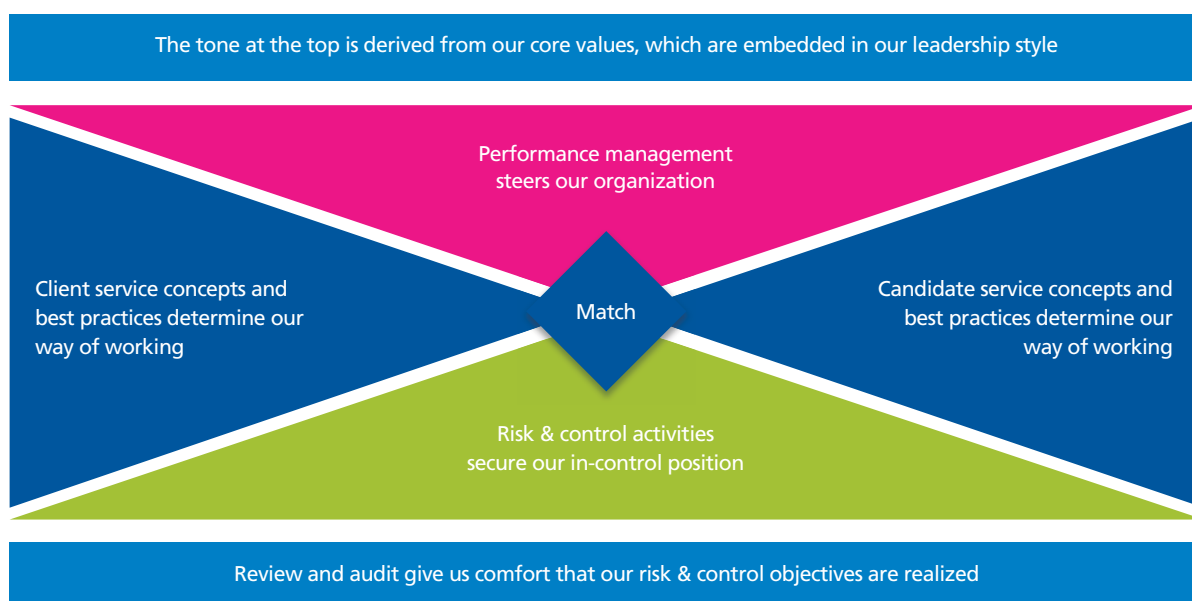 The tone at the top is derived from our core values, which are embedded in our leadership style
Performance management
steers our organization
Client service concepts and
best practices determine our
way of working
Match
Candidate service concepts and
best practices determine our
way of working
Risk & control activities
secure our in-control position
Review and audit give us comfort that our risk & control objectives are realized